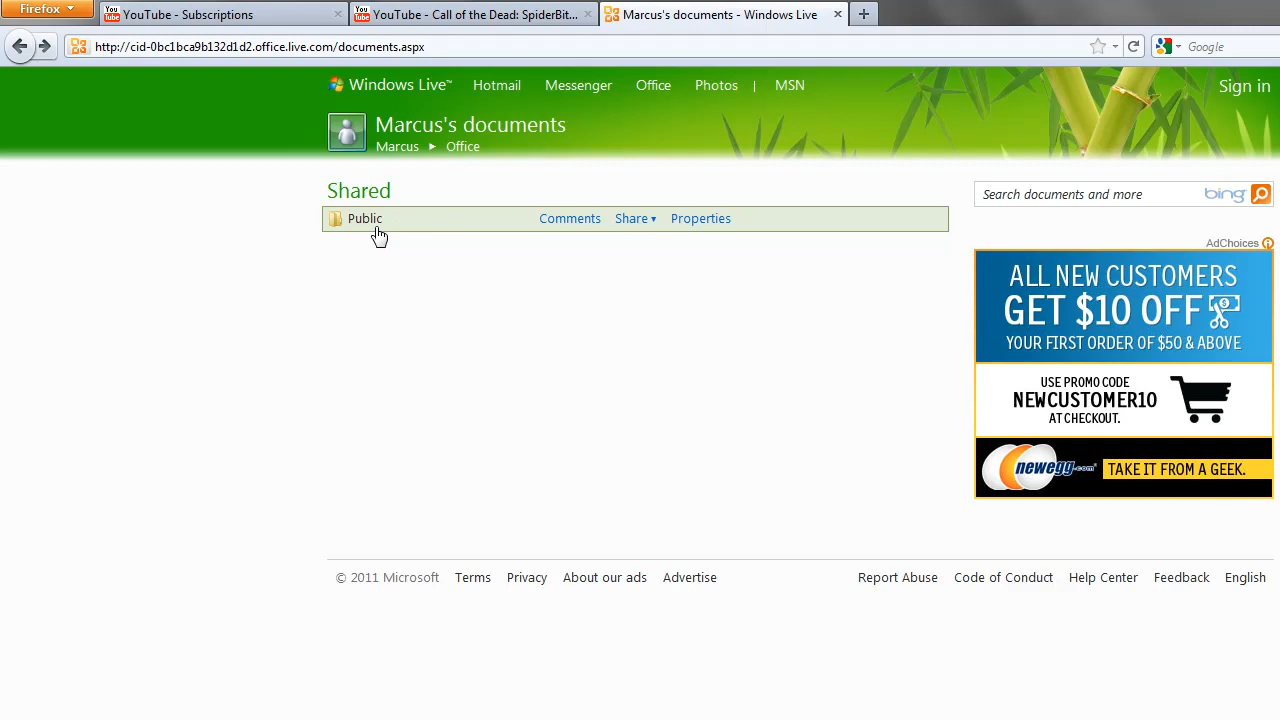 Firefox
YouTube - Subscriptions
YouTube - Call of the Dead: SpiderBit...
Marcus's documents - Windows Live
http://cid-0bc1bca9b132d1d2.office.live.com/documents.aspx
Google
Windows Live™ Hotmail Messenger Office Photos | MSN
Sign in
Marcus's documents
Marcus ► Office
Shared
Search documents and more bing
Public Comments Share ▾ Properties
AdChoices
ALL NEW CUSTOMERS
GET $10 OFF
YOUR FIRST ORDER OF $50 & ABOVE
USE PROMO CODE
NEWCUSTOMER10
AT CHECKOUT.
newegg.com TAKE IT FROM A GEEK.
© 2011 Microsoft Terms Privacy About our ads Advertise Report Abuse Code of Conduct Help Center Feedback English